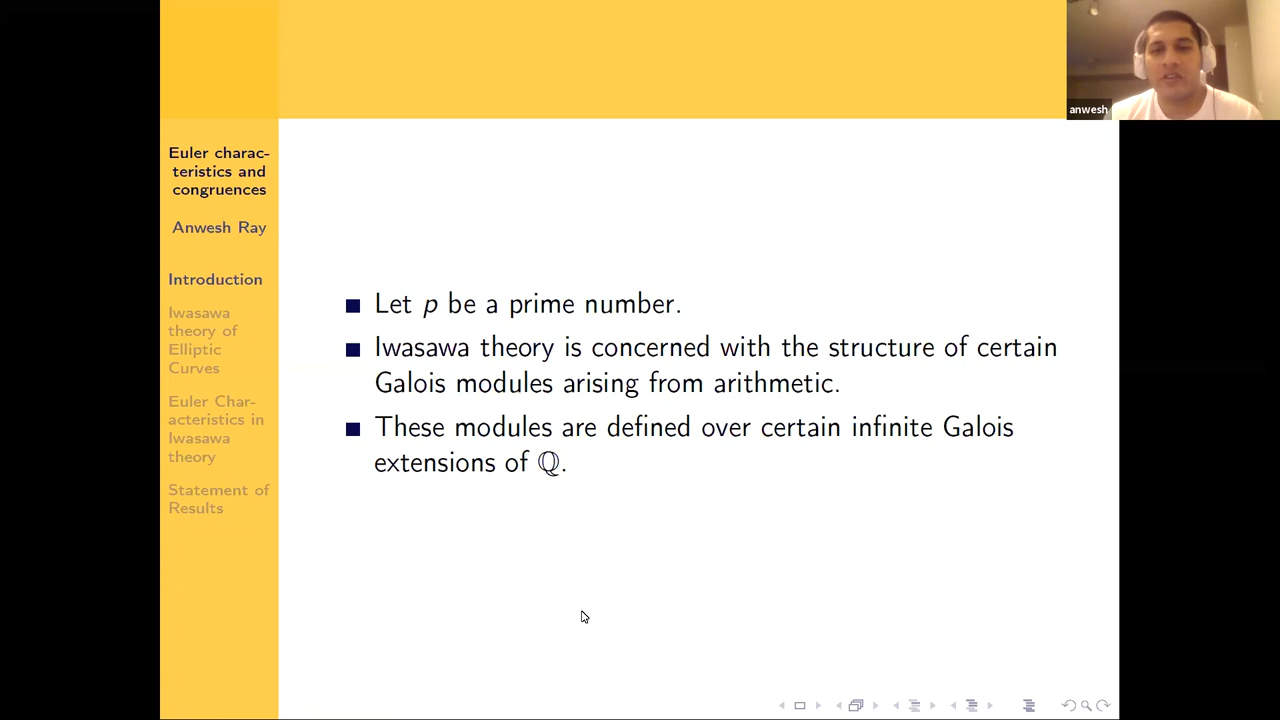 anwesh
Euler charac-
teristics and
congruences
Anwesh Ray
Introduction
Iwasawa
theory of
Elliptic
Curves
Euler Char-
acteristics in
Iwasawa
theory
Statement of
Results
Let p be a prime number.
Iwasawa theory is concerned with the structure of certain
Galois modules arising from arithmetic.
These modules are defined over certain infinite Galois
extensions of ℚ.